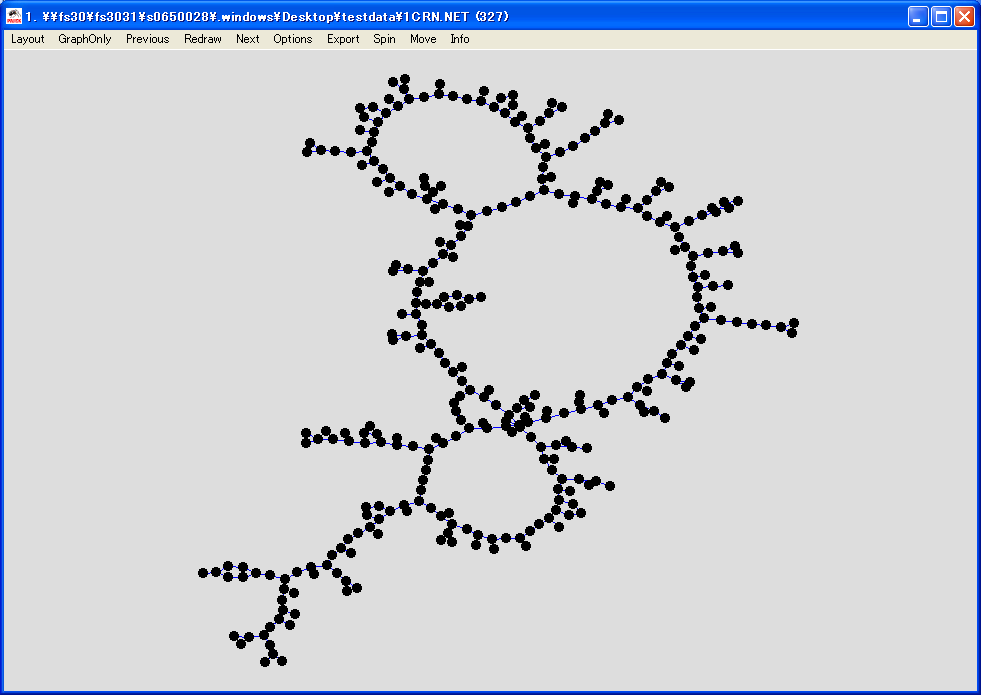 1. ¥¥fs30¥fs3031¥s0650028¥.windows¥Desktop¥testdata¥1CRN.NET (327)
Layout GraphOnly Previous Redraw Next Options Export Spin Move Info